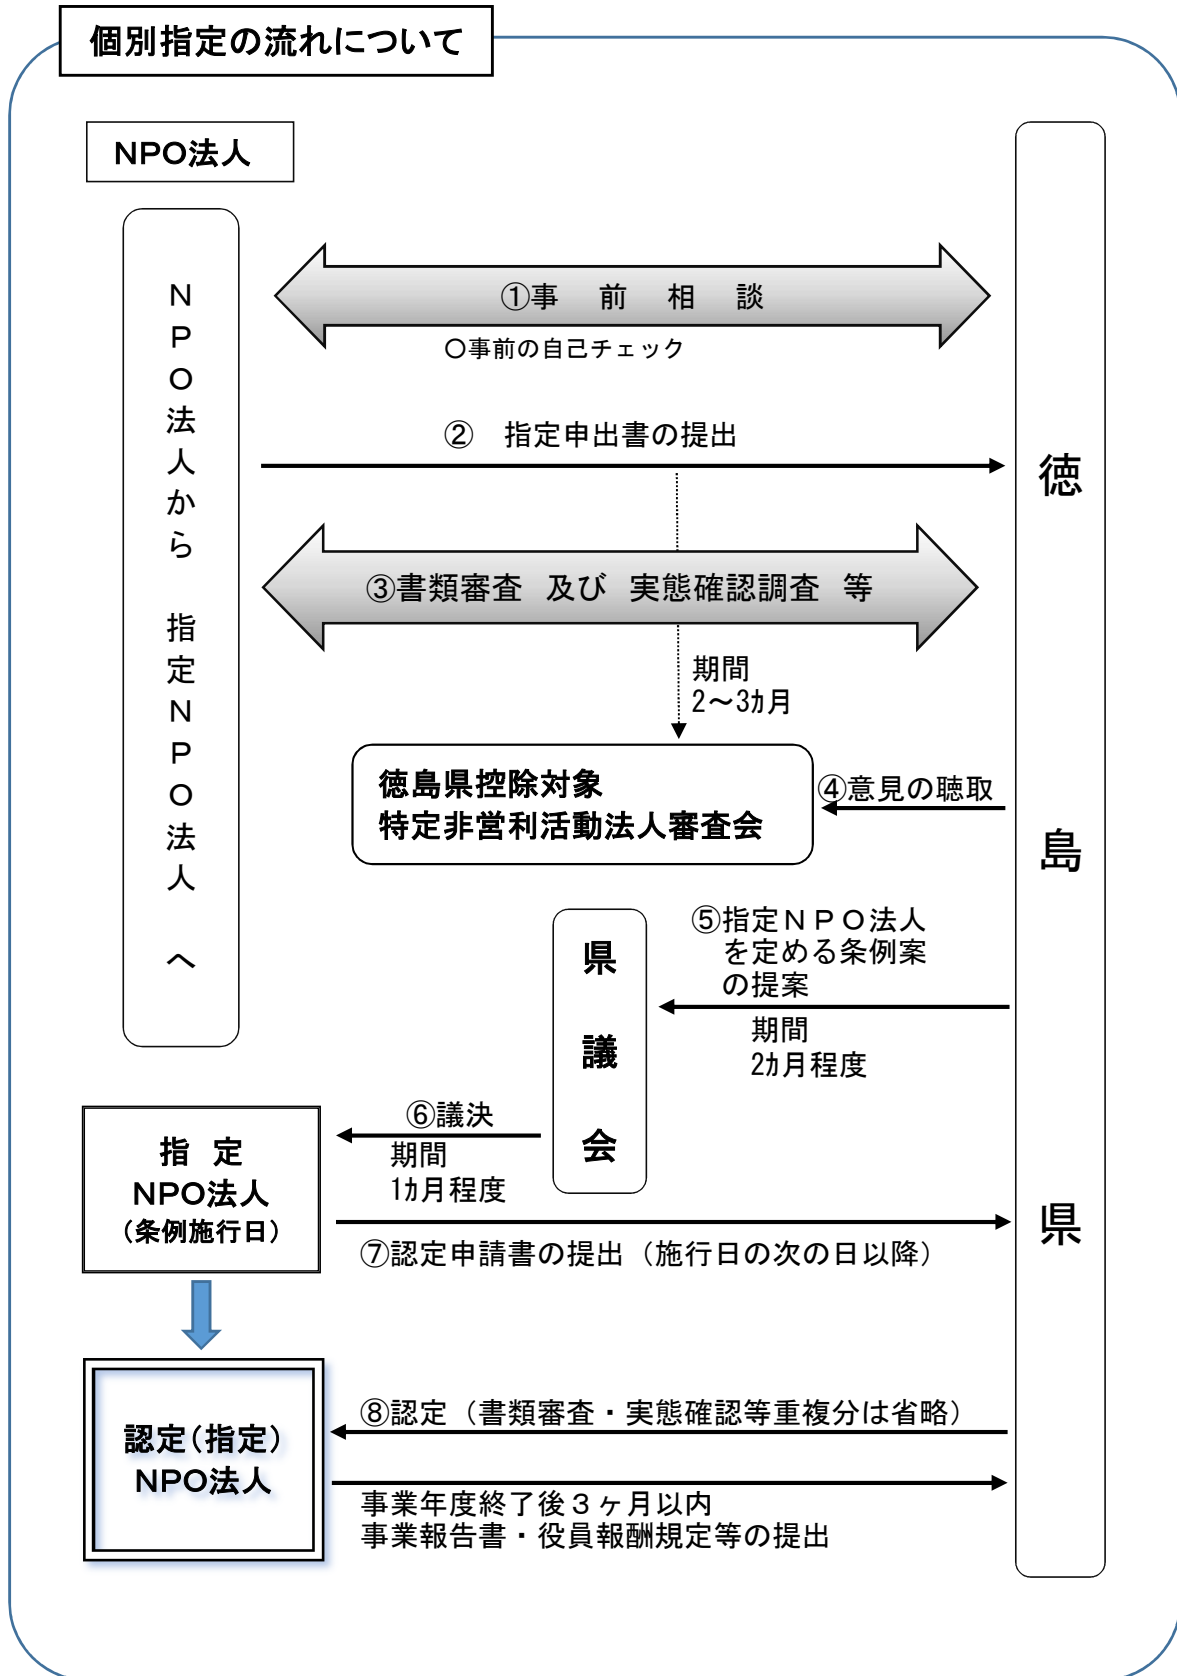 個別指定の流れについて
NPO法人
NPO法人から 指定NPO法人 へ
①事 前 相 談
○事前の自己チェック
② 指定申出書の提出
③書類審査 及び 実態確認調査 等
期間
2～3ｶ月
徳島県控除対象
特定非営利活動法人審査会
④意見の聴取
⑤指定ＮＰＯ法人
を定める条例案
の提案
期間
2ｶ月程度
県議会
⑥議決
期間
1ｶ月程度
指 定
NPO法人
（条例施行日）
⑦認定申請書の提出（施行日の次の日以降）
⑧認定（書類審査・実態確認等重複分は省略）
認定（指定）
NPO法人
事業年度終了後３ヶ月以内
事業報告書・役員報酬規定等の提出
徳島県